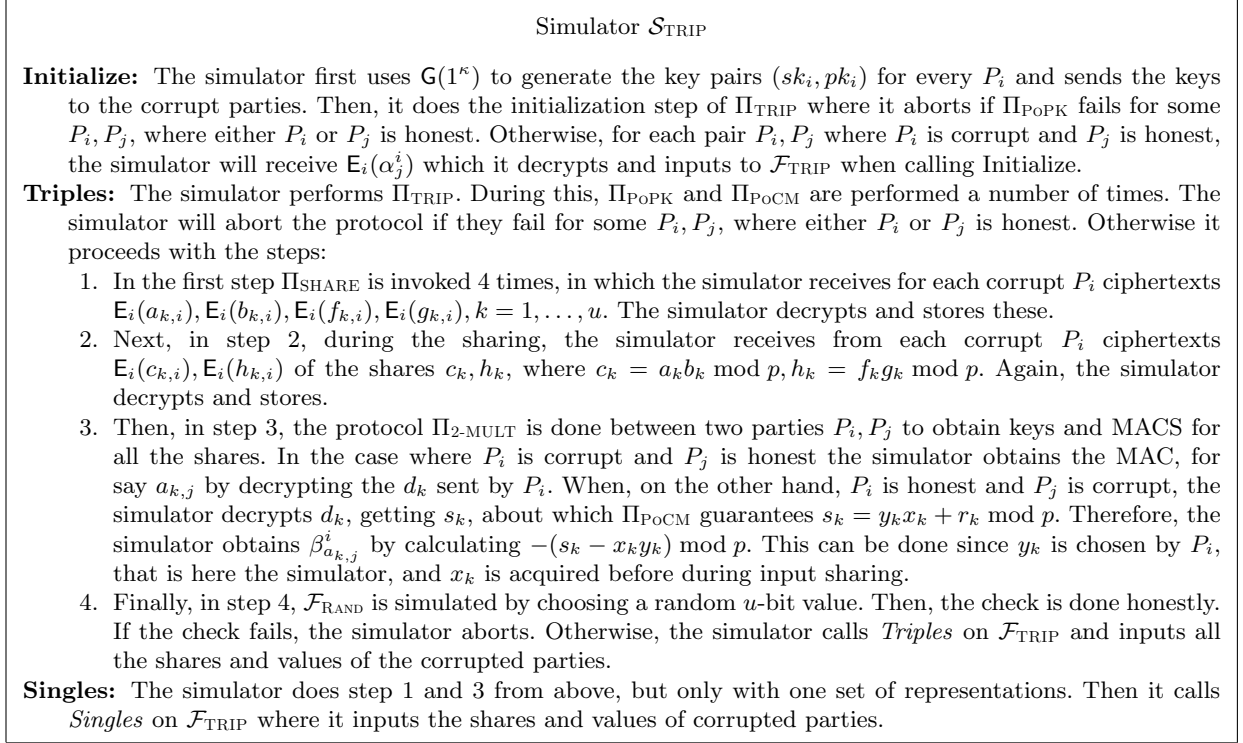 Simulator 𝒮TRIP
Initialize: The simulator first uses G(1^κ) to generate the key pairs (sk_i, pk_i) for every P_i and sends the keys
to the corrupt parties. Then, it does the initialization step of Π_TRIP where it aborts if Π_PoPK fails for some
P_i, P_j, where either P_i or P_j is honest. Otherwise, for each pair P_i, P_j where P_i is corrupt and P_j is honest,
the simulator will receive E_i(α_j^i) which it decrypts and inputs to ℱ_TRIP when calling Initialize.
Triples: The simulator performs Π_TRIP. During this, Π_PoPK and Π_PoCM are performed a number of times. The
simulator will abort the protocol if they fail for some P_i, P_j, where either P_i or P_j is honest. Otherwise it
proceeds with the steps:
1. In the first step Π_SHARE is invoked 4 times, in which the simulator receives for each corrupt P_i ciphertexts
E_i(a_{k,i}), E_i(b_{k,i}), E_i(f_{k,i}), E_i(g_{k,i}), k = 1, . . . , u. The simulator decrypts and stores these.
2. Next, in step 2, during the sharing, the simulator receives from each corrupt P_i ciphertexts
E_i(c_{k,i}), E_i(h_{k,i}) of the shares c_k, h_k, where c_k = a_k b_k mod p, h_k = f_k g_k mod p. Again, the simulator
decrypts and stores.
3. Then, in step 3, the protocol Π_2-MULT is done between two parties P_i, P_j to obtain keys and MACS for
all the shares. In the case where P_i is corrupt and P_j is honest the simulator obtains the MAC, for
say a_{k,j} by decrypting the d_k sent by P_i. When, on the other hand, P_i is honest and P_j is corrupt, the
simulator decrypts d_k, getting s_k, about which Π_PoCM guarantees s_k = y_k x_k + r_k mod p. Therefore, the
simulator obtains β^i_{a_{k,j}} by calculating −(s_k − x_k y_k) mod p. This can be done since y_k is chosen by P_i,
that is here the simulator, and x_k is acquired before during input sharing.
4. Finally, in step 4, ℱ_RAND is simulated by choosing a random u-bit value. Then, the check is done honestly.
If the check fails, the simulator aborts. Otherwise, the simulator calls Triples on ℱ_TRIP and inputs all
the shares and values of the corrupted parties.
Singles: The simulator does step 1 and 3 from above, but only with one set of representations. Then it calls
Singles on ℱ_TRIP where it inputs the shares and values of corrupted parties.